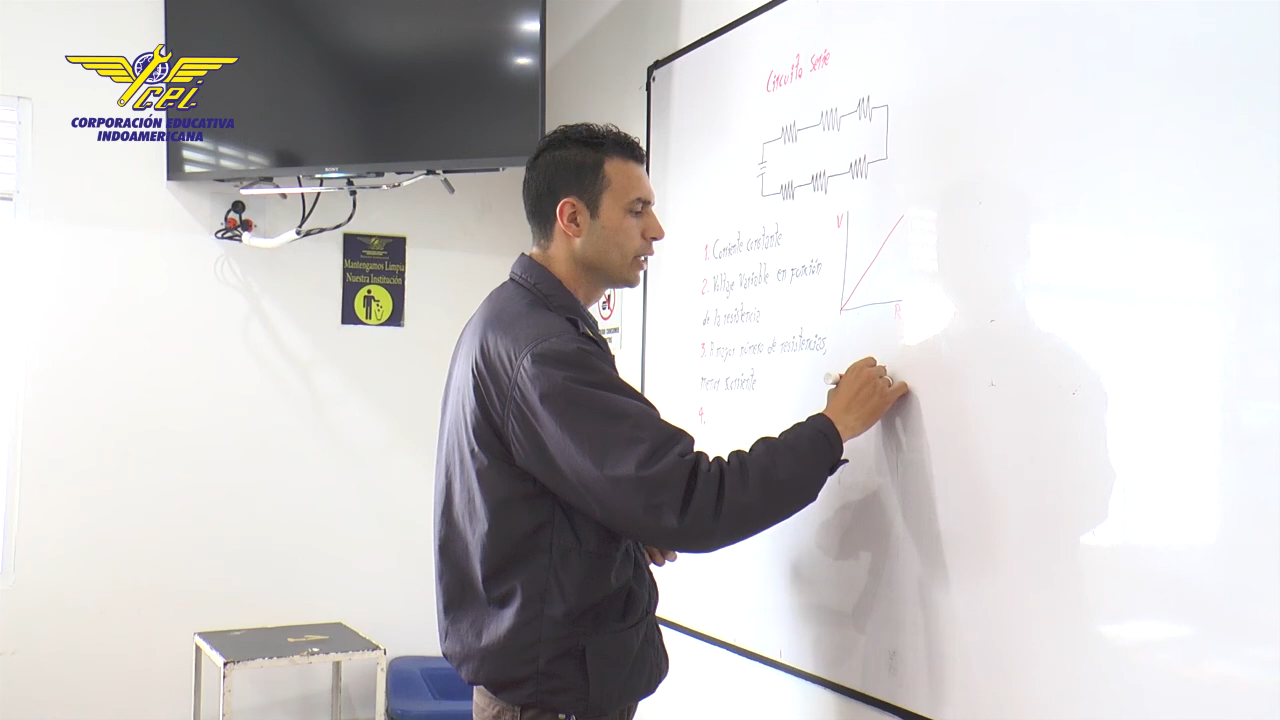 c.e.i.
CORPORACIÓN EDUCATIVA
INDOAMERICANA
SONY
Mantengamos Limpia
Nuestra Institución
Circuito Serie
V
R
1. Corriente constante
2. Voltaje Variable en función
de la resistencia
3. A mayor número de resistencias,
menor corriente
4.